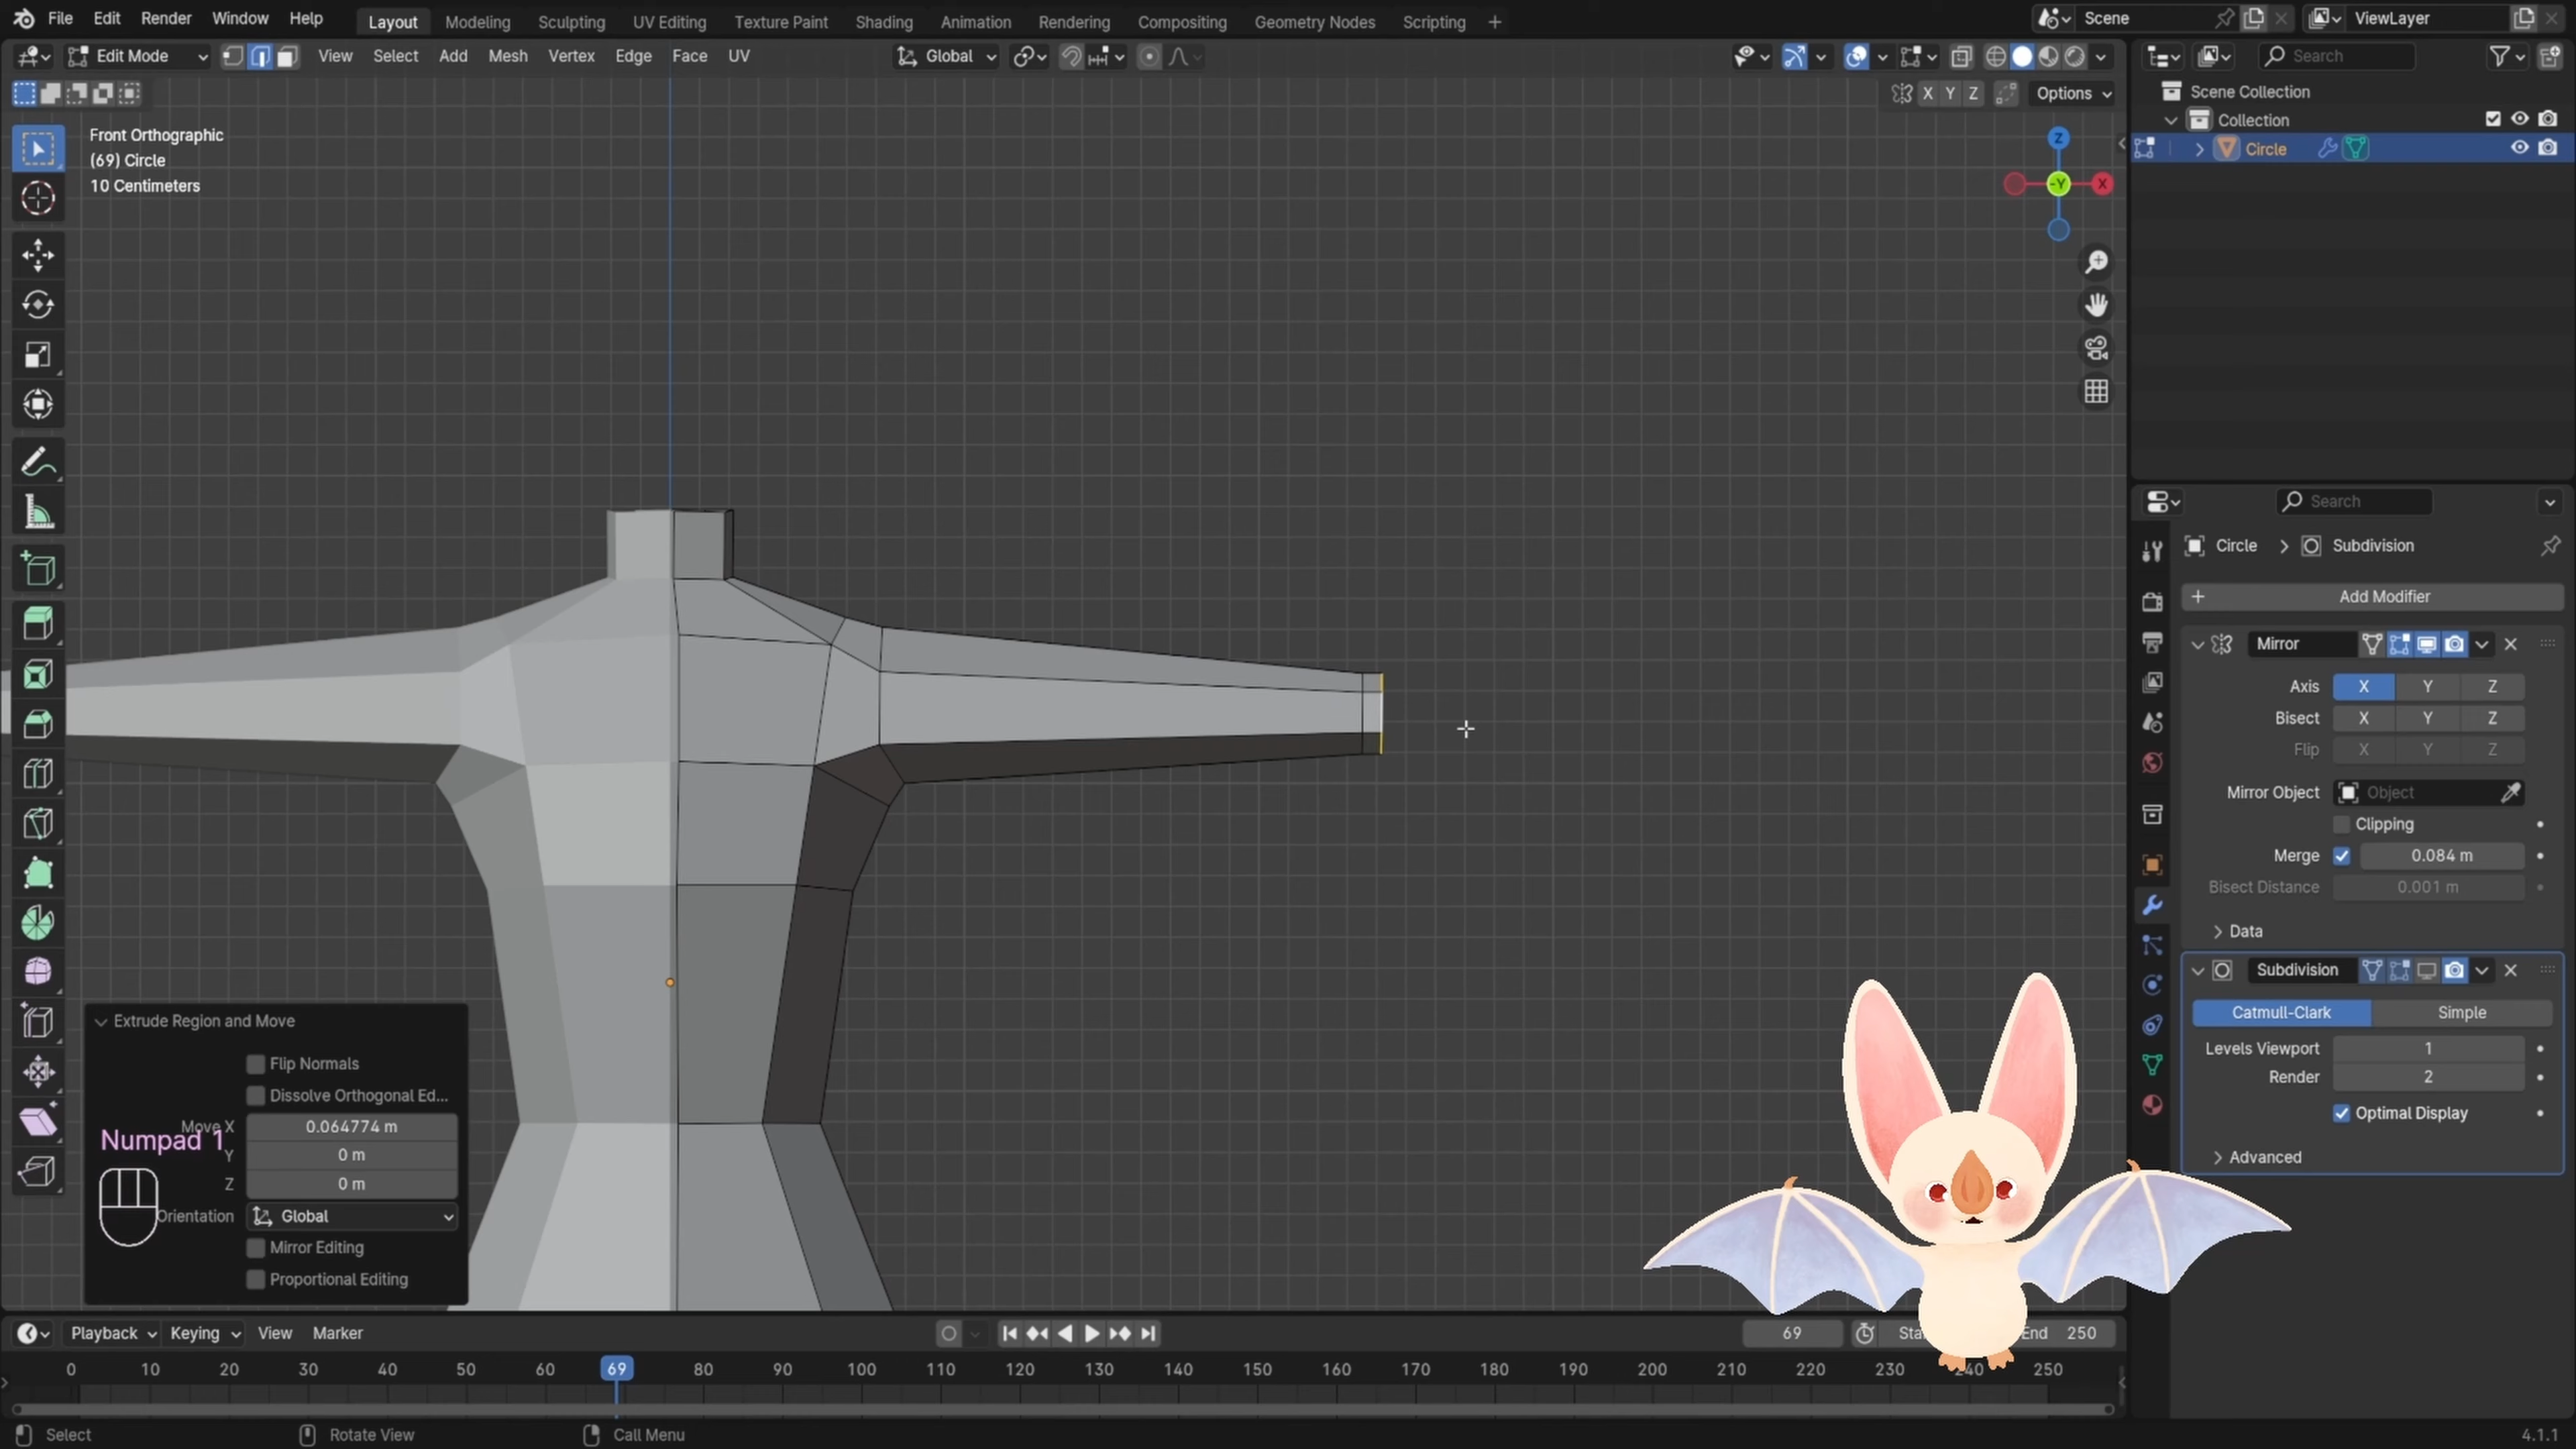 File Edit Render Window Help Layout Modeling Sculpting UV Editing Texture Paint Shading Animation Rendering Compositing Geometry Nodes Scripting + Scene ViewLayer
Edit Mode View Select Add Mesh Vertex Edge Face UV Global Search
X Y Z Options
Scene Collection
Collection
Circle
Front Orthographic
(69) Circle
10 Centimeters
Z
-Y
X
Search
Circle > Subdivision
+ Add Modifier
Mirror
Axis X Y Z
Bisect X Y Z
Flip X Y Z
Mirror Object Object
Clipping
Merge 0.084 m
Bisect Distance 0.001 m
Data
Subdivision
Catmull-Clark Simple
Levels Viewport 1
Render 2
Optimal Display
Advanced
Extrude Region and Move
Flip Normals
Dissolve Orthogonal Ed...
Move X 0.064774 m
Numpad 1
Y 0 m
Z 0 m
Orientation Global
Mirror Editing
Proportional Editing
Playback Keying View Marker 69 End 250
0 10 20 30 40 50 60 69 80 90 100 110 120 130 140 150 160 170 180 190 200 210 220 230 240 250
Select Rotate View Call Menu 4.1.1